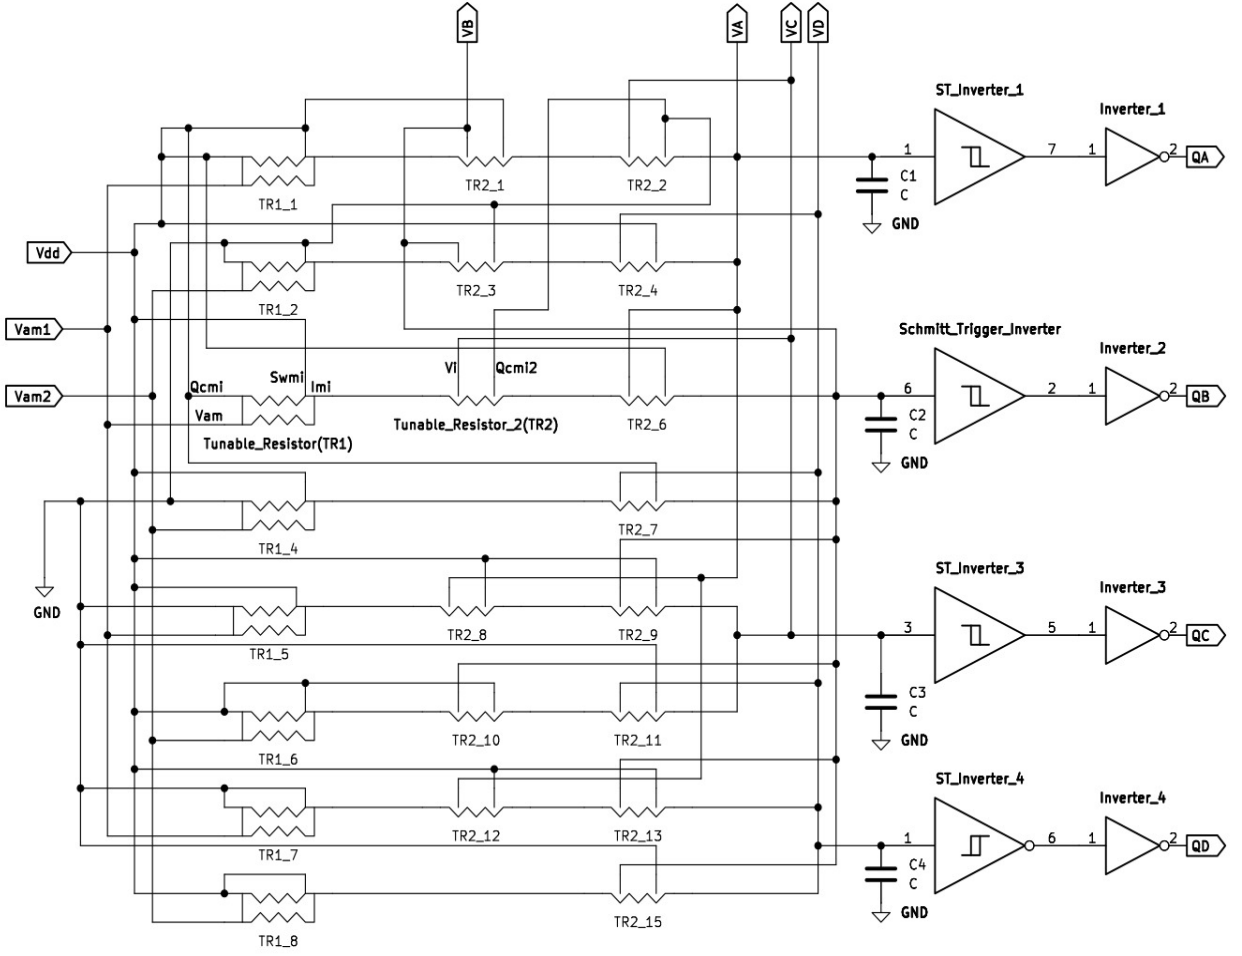 VB
VA
VC
VD
ST_Inverter_1
Inverter_1
1
7
1
2
QA
TR1_1
TR2_1
TR2_2
C1
C
GND
Vdd
TR1_2
TR2_3
TR2_4
Vam1
Schmitt_Trigger_Inverter
Inverter_2
Vi
Qcmi2
Vam2
Qcmi
Swmi
Imi
Vam
6
2
1
2
QB
Tunable_Resistor(TR1)
Tunable_Resistor_2(TR2)
TR2_6
C2
C
GND
TR1_4
TR2_7
GND
ST_Inverter_3
Inverter_3
TR1_5
TR2_8
TR2_9
3
5
1
2
QC
C3
C
GND
TR1_6
TR2_10
TR2_11
ST_Inverter_4
Inverter_4
TR1_7
TR2_12
TR2_13
1
6
1
2
QD
C4
C
GND
TR1_8
TR2_15